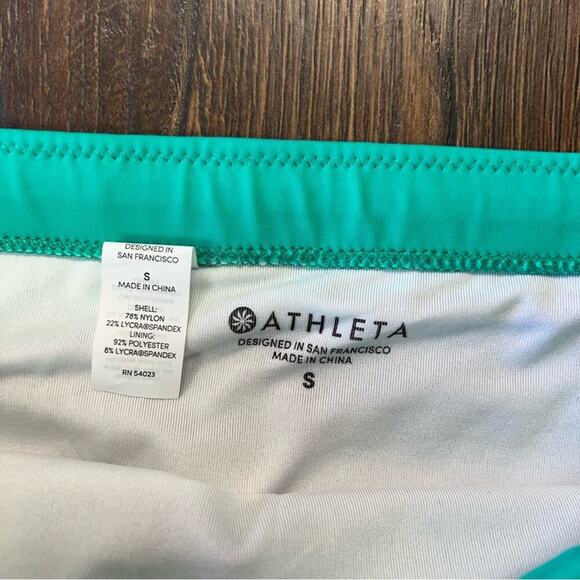 DESIGNED IN
SAN FRANCISCO
S
MADE IN CHINA
SHELL:
78% NYLON
22% LYCRA®SPANDEX
LINING:
92% POLYESTER
8% LYCRA®SPANDEX
RN 54023
ATHLETA
DESIGNED IN SAN FRANCISCO
MADE IN CHINA
S